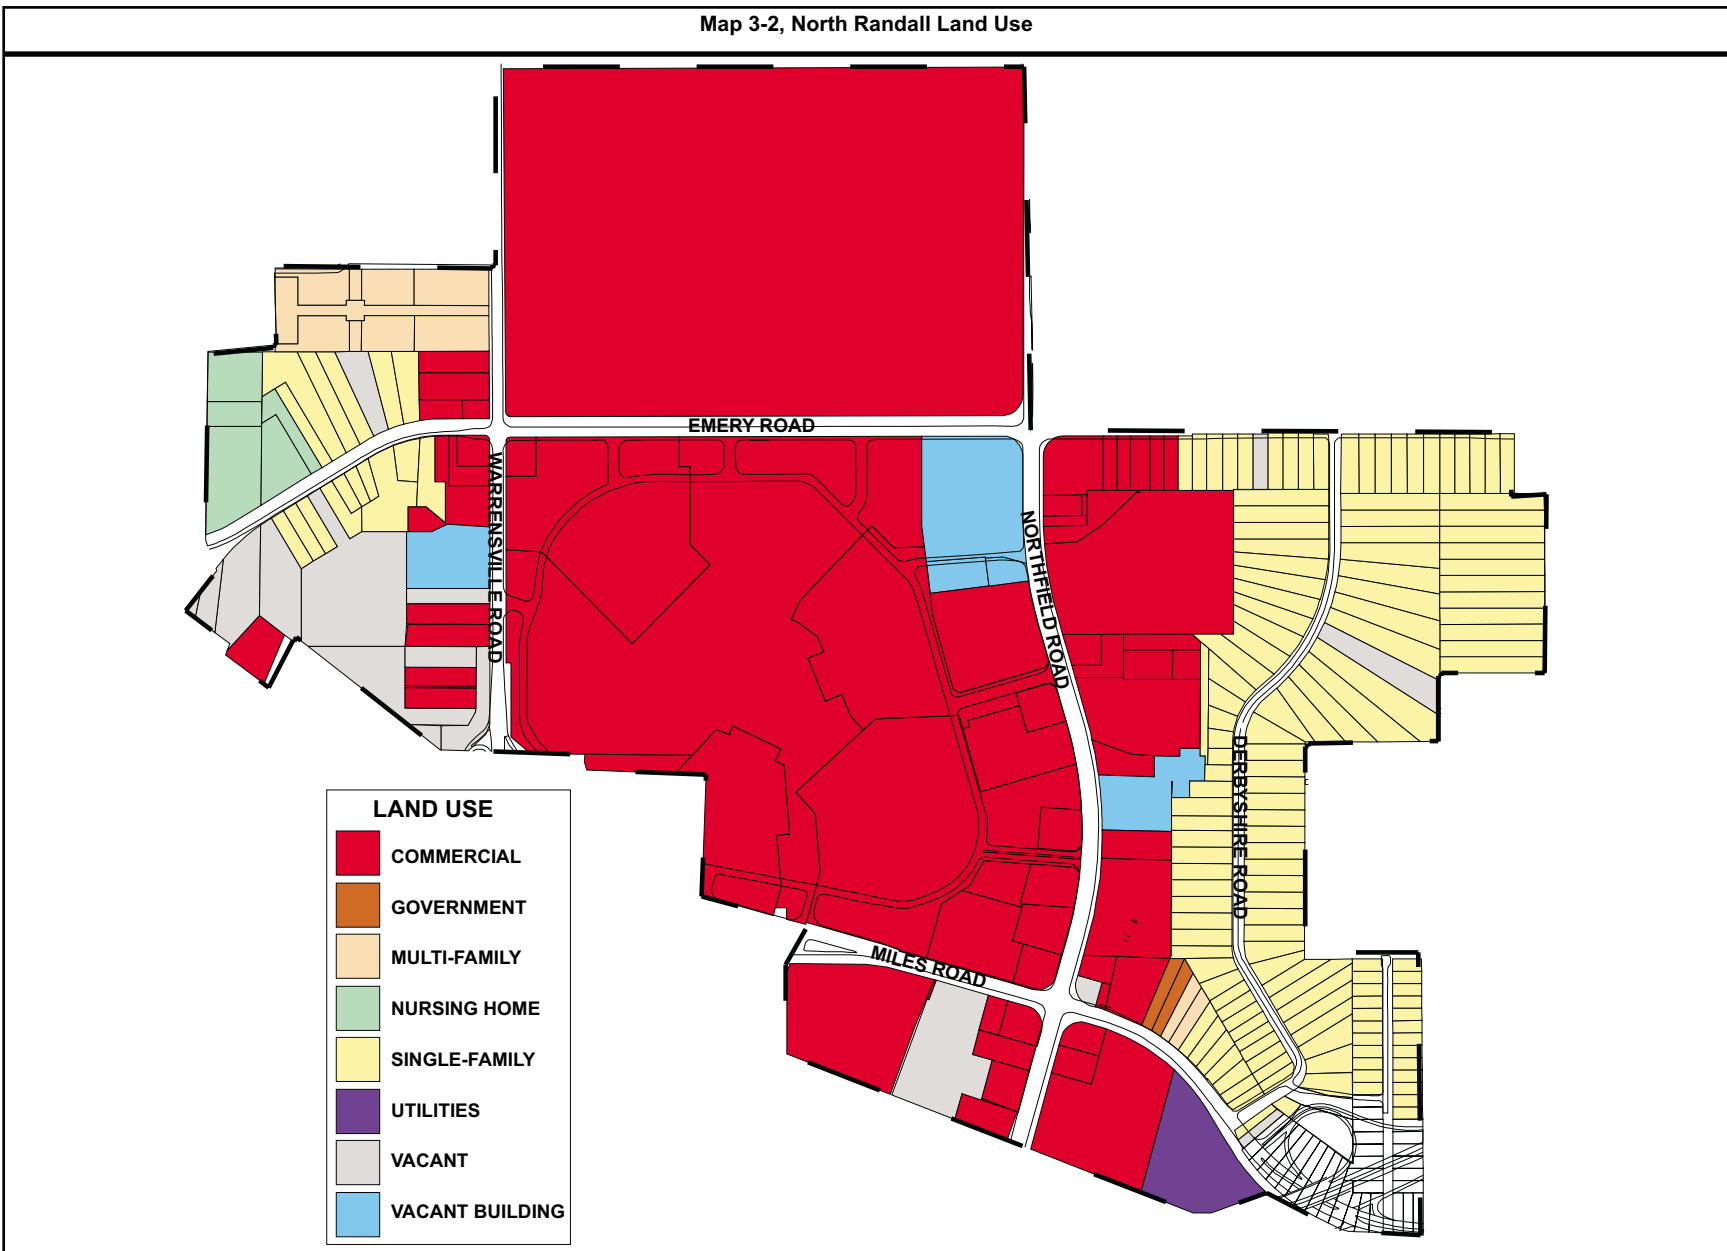 Map 3-2, North Randall Land Use
EMERY ROAD
WARRENSVILLE ROAD
NORTHFIELD ROAD
DERBYSHIRE ROAD
MILES ROAD
LAND USE
COMMERCIAL
GOVERNMENT
MULTI-FAMILY
NURSING HOME
SINGLE-FAMILY
UTILITIES
VACANT
VACANT BUILDING